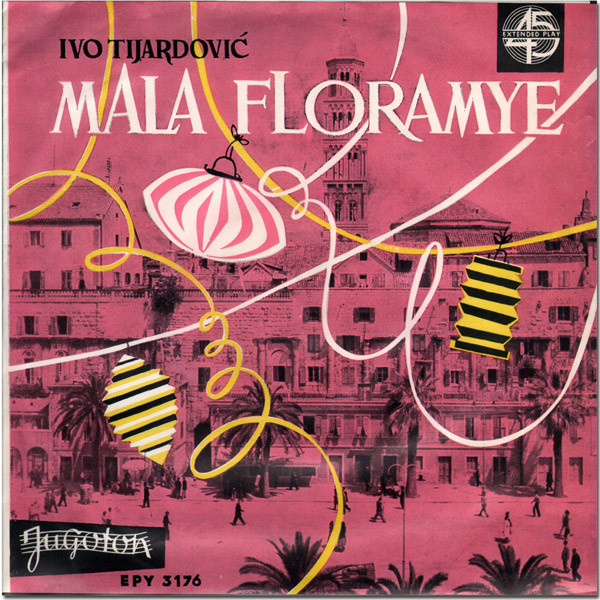 45
EXTENDED PLAY
IVO TIJARDOVIĆ
MALA FLORAMYE
Jugoton
EPY 3176